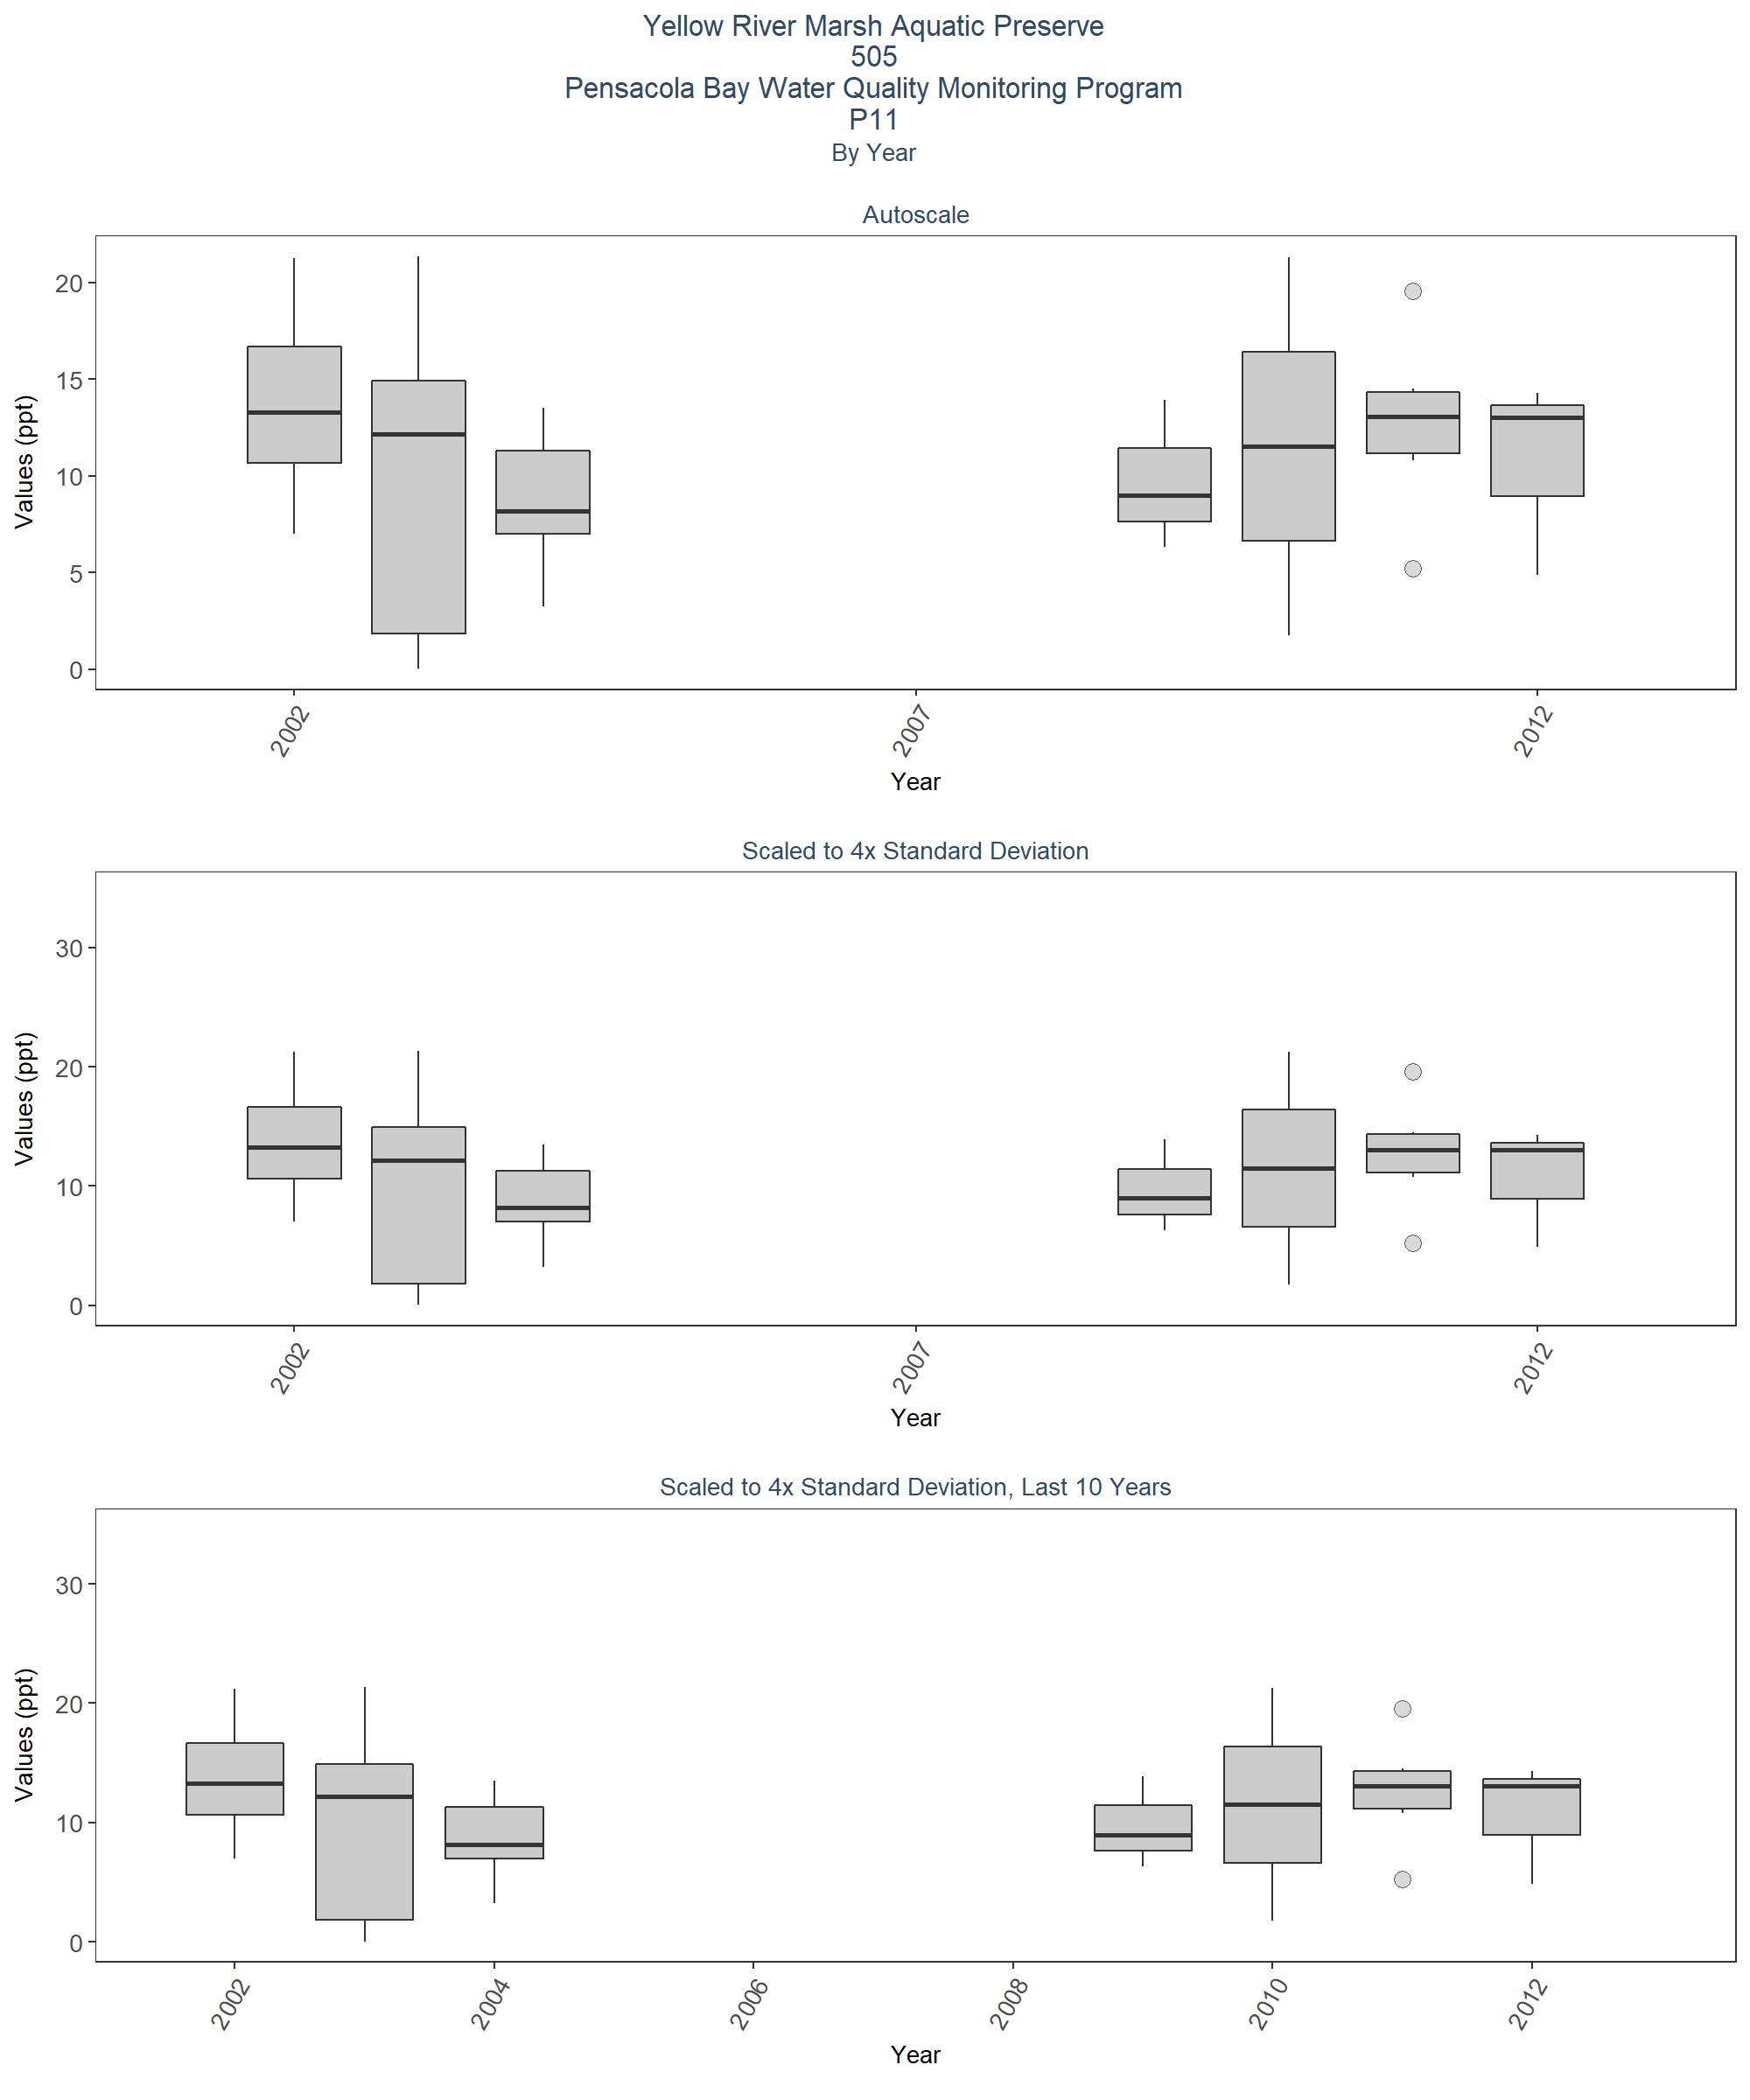 Yellow River Marsh Aquatic Preserve
505
Pensacola Bay Water Quality Monitoring Program
P11
By Year
Autoscale
Values (ppt)
20
15
10
5
0
2002 2007 2012
Year
Scaled to 4x Standard Deviation
Values (ppt)
30
20
10
0
2002 2007 2012
Year
Scaled to 4x Standard Deviation, Last 10 Years
Values (ppt)
30
20
10
0
2002 2004 2006 2008 2010 2012
Year